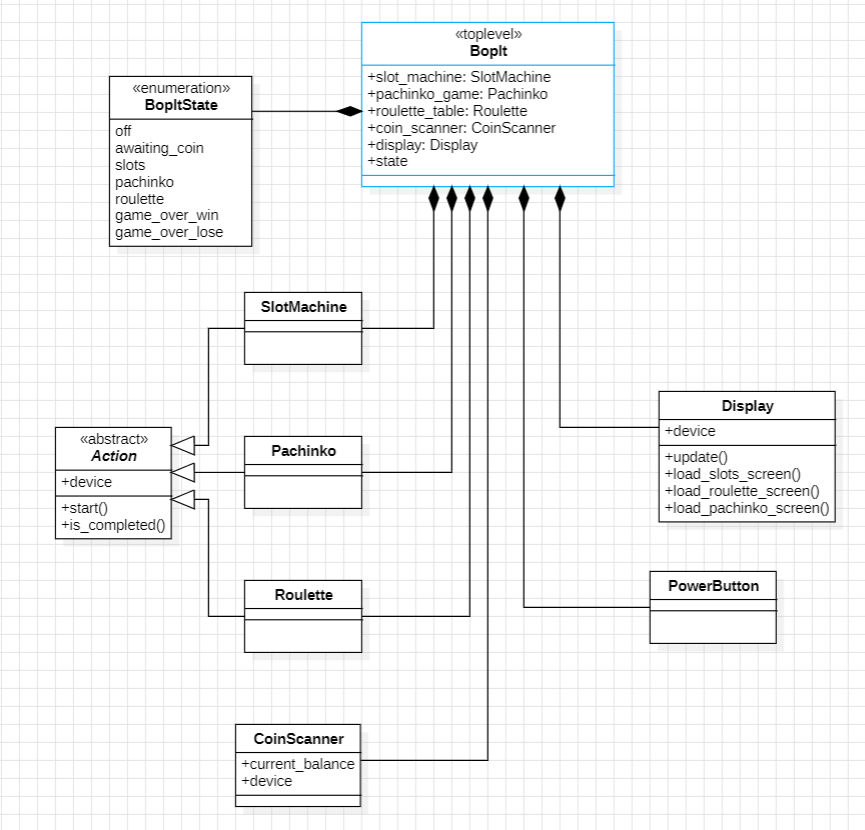 «toplevel»
BopIt
+slot_machine: SlotMachine
+pachinko_game: Pachinko
+roulette_table: Roulette
+coin_scanner: CoinScanner
+display: Display
+state
«enumeration»
BopItState
off
awaiting_coin
slots
pachinko
roulette
game_over_win
game_over_lose
SlotMachine
Display
+device
+update()
+load_slots_screen()
+load_roulette_screen()
+load_pachinko_screen()
«abstract»
Action
+device
+start()
+is_completed()
Pachinko
Roulette
PowerButton
CoinScanner
+current_balance
+device